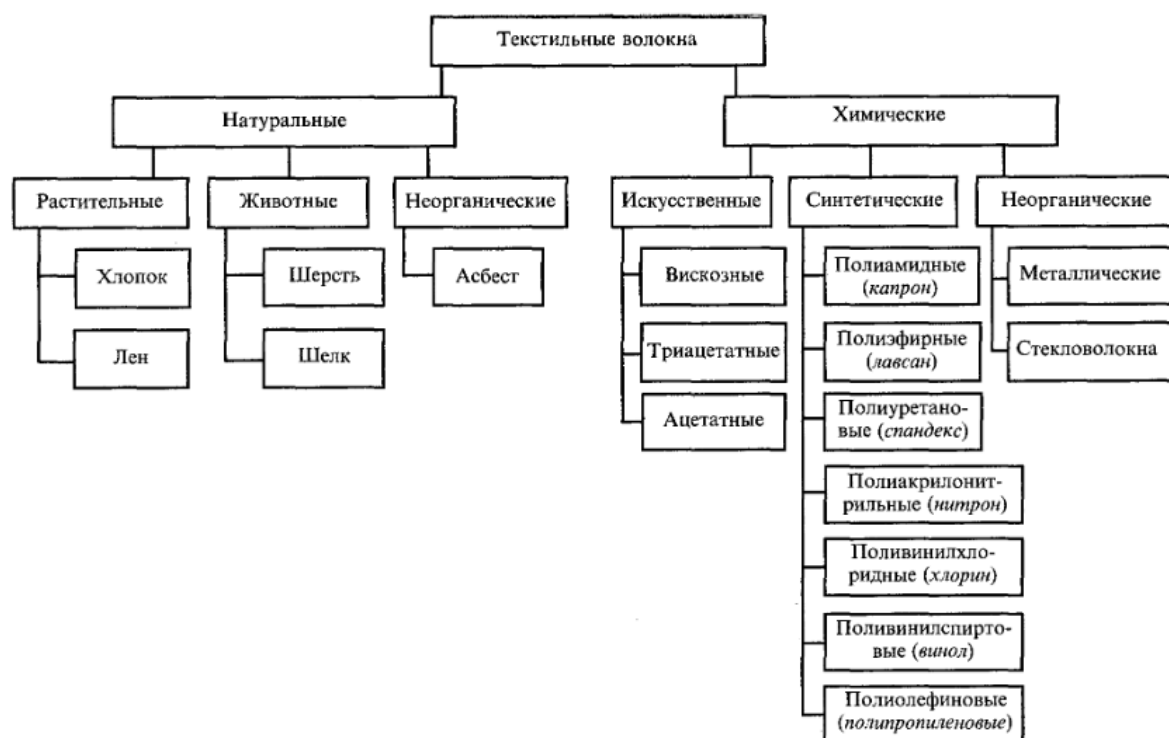 Текстильные волокна
Натуральные
Химические
Растительные
Животные
Неорганические
Искусственные
Синтетические
Неорганические
Хлопок
Лен
Шерсть
Шелк
Асбест
Вискозные
Триацетатные
Ацетатные
Полиамидные
(капрон)
Полиэфирные
(лавсан)
Полиуретано-
вые (спандекс)
Полиакрилонит-
рильные (нитрон)
Поливинилхло-
ридные (хлорин)
Поливинилспирто-
вые (винол)
Полиолефиновые
(полипропиленовые)
Металлические
Стекловолокна